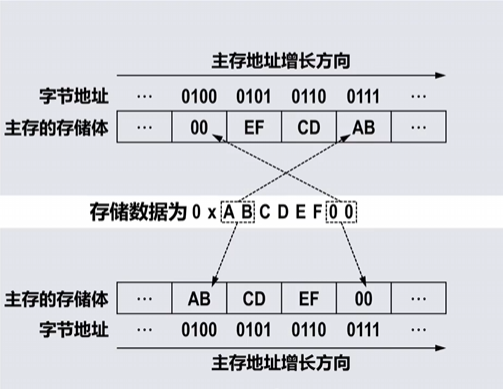 主存地址增长方向
字节地址 … 0100 0101 0110 0111 …
主存的存储体 … 00 EF CD AB …
存储数据为 0 x A B C D E F 0 0
主存的存储体 … AB CD EF 00 …
字节地址 … 0100 0101 0110 0111 …
主存地址增长方向